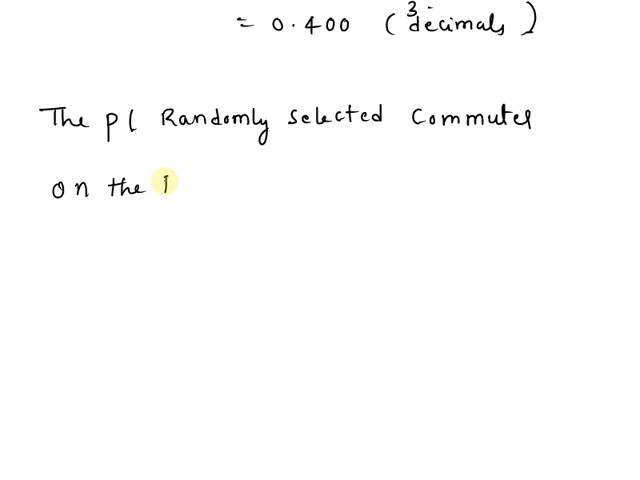 = 0.400 (3 decimals)
The P( Randomly selected Commuter
on the